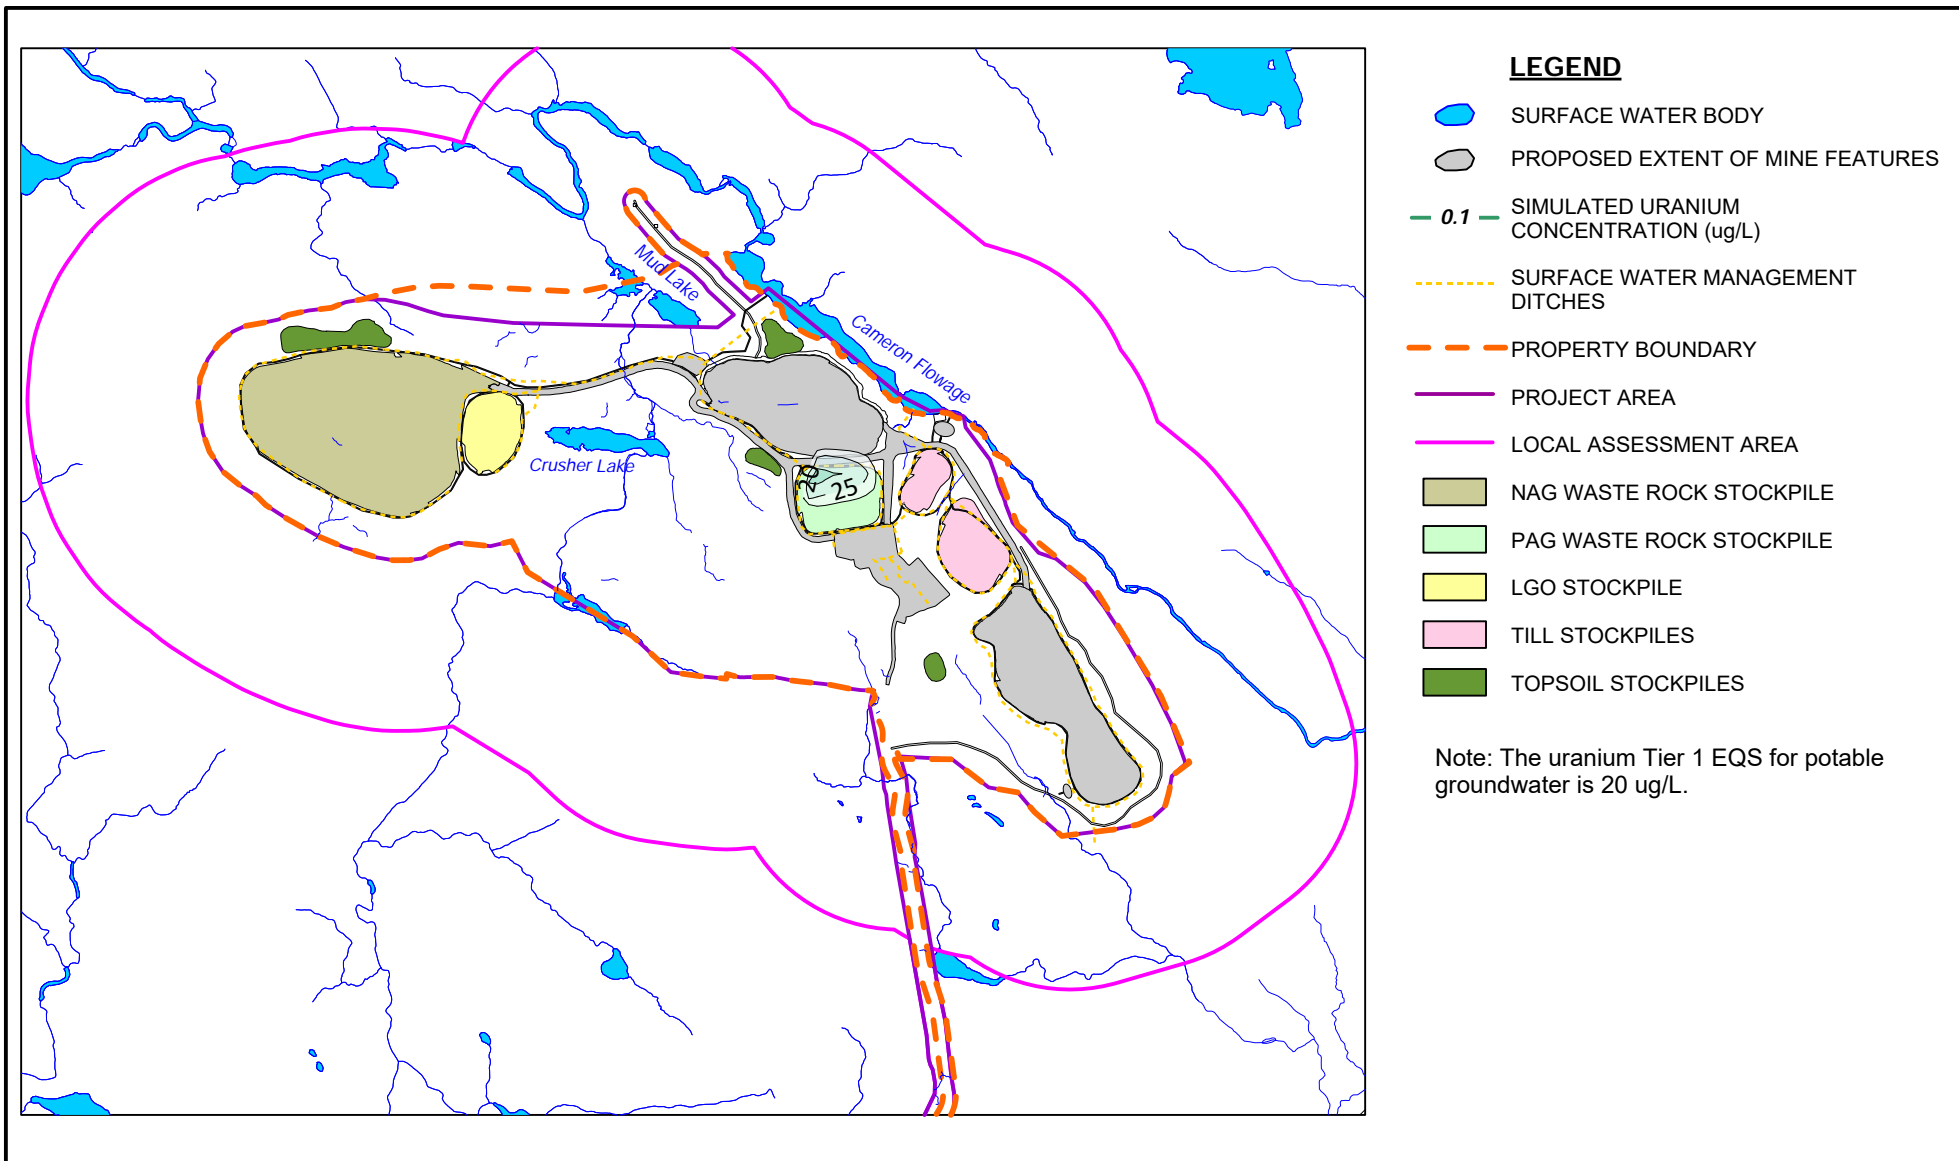 LEGEND
SURFACE WATER BODY
PROPOSED EXTENT OF MINE FEATURES
0.1
SIMULATED URANIUM
CONCENTRATION (ug/L)
SURFACE WATER MANAGEMENT
DITCHES
PROPERTY BOUNDARY
PROJECT AREA
LOCAL ASSESSMENT AREA
NAG WASTE ROCK STOCKPILE
PAG WASTE ROCK STOCKPILE
LGO STOCKPILE
TILL STOCKPILES
TOPSOIL STOCKPILES
Note: The uranium Tier 1 EQS for potable
groundwater is 20 ug/L.
Mud Lake
Cameron Flowage
Crusher Lake
20
25